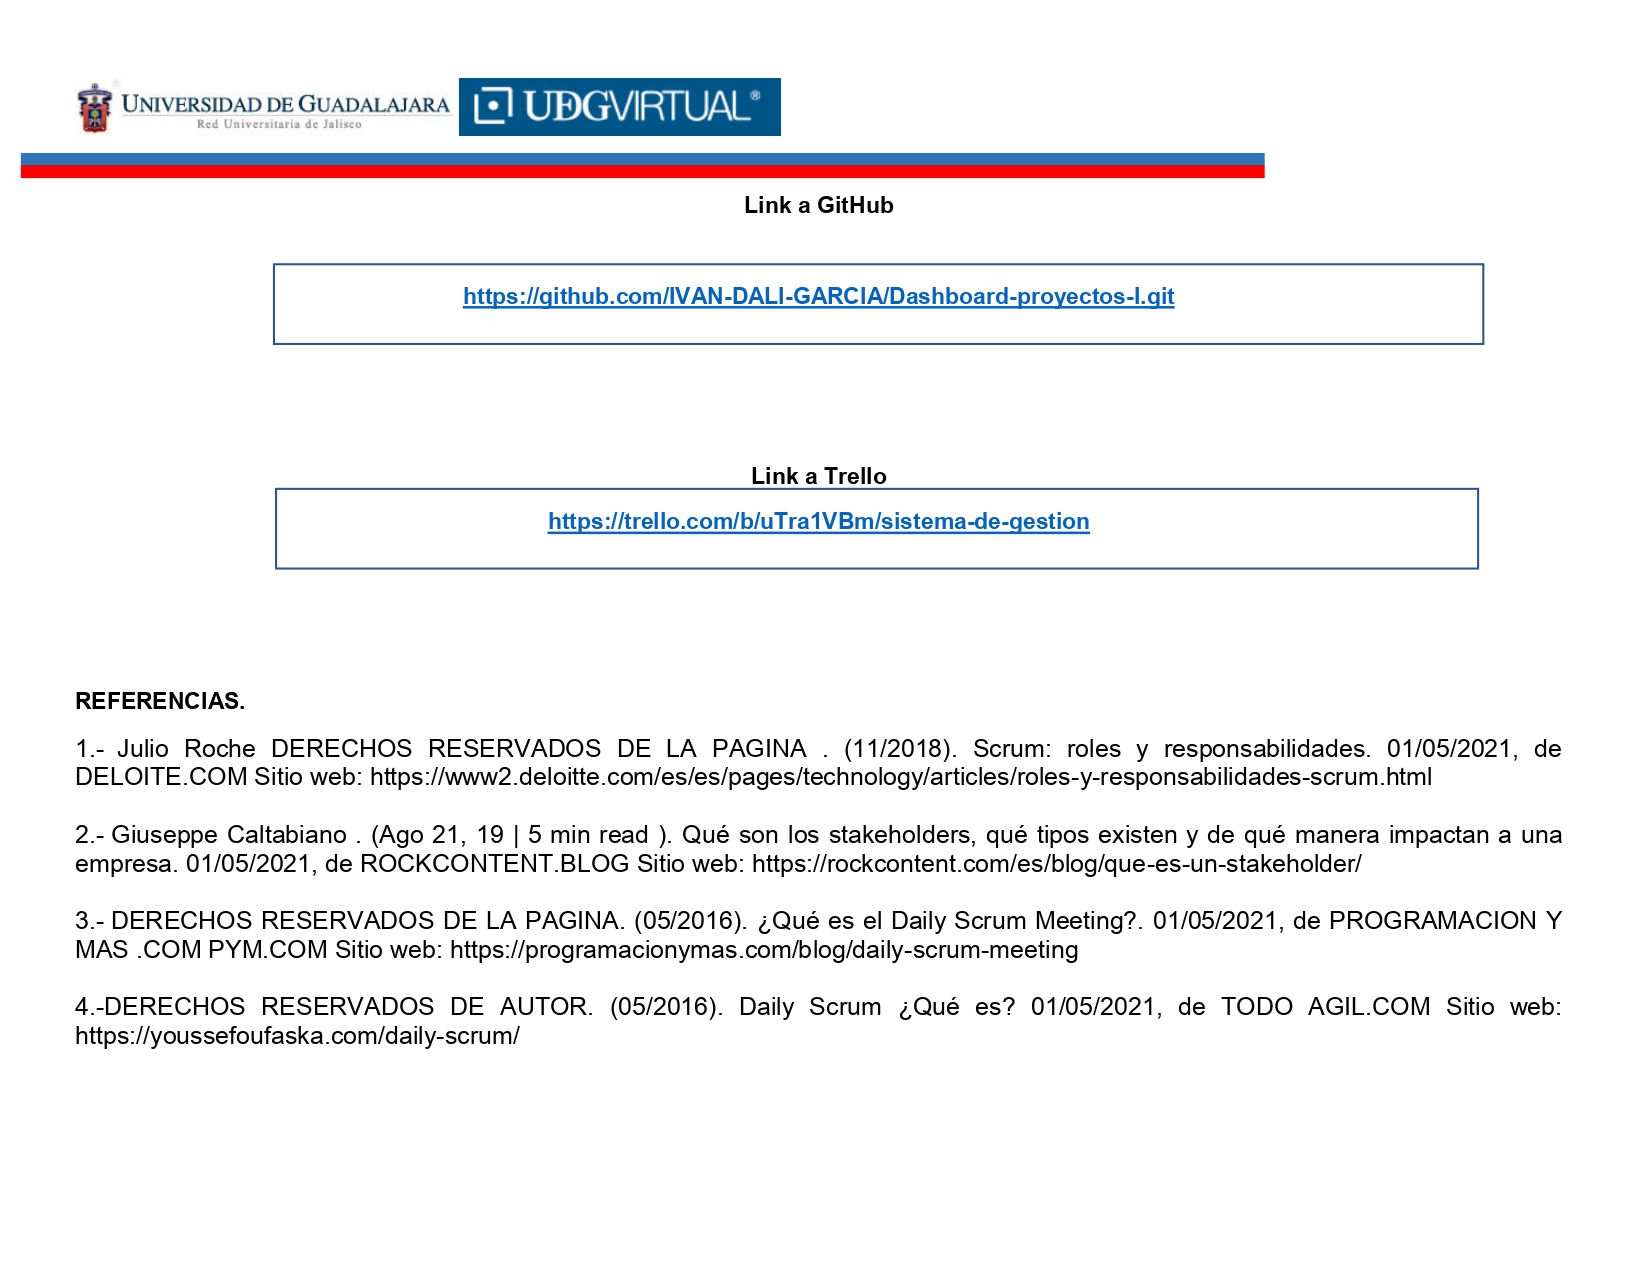 UNIVERSIDAD DE GUADALAJARA
Red Universitaria de Jalisco
UDGVIRTUAL®
Link a GitHub
https://github.com/IVAN-DALI-GARCIA/Dashboard-proyectos-I.git
Link a Trello
https://trello.com/b/uTra1VBm/sistema-de-gestion
REFERENCIAS.
1.- Julio Roche DERECHOS RESERVADOS DE LA PAGINA . (11/2018). Scrum: roles y responsabilidades. 01/05/2021, de
DELOITE.COM Sitio web: https://www2.deloitte.com/es/es/pages/technology/articles/roles-y-responsabilidades-scrum.html
2.- Giuseppe Caltabiano . (Ago 21, 19 | 5 min read ). Qué son los stakeholders, qué tipos existen y de qué manera impactan a una
empresa. 01/05/2021, de ROCKCONTENT.BLOG Sitio web: https://rockcontent.com/es/blog/que-es-un-stakeholder/
3.- DERECHOS RESERVADOS DE LA PAGINA. (05/2016). ¿Qué es el Daily Scrum Meeting?. 01/05/2021, de PROGRAMACION Y
MAS .COM PYM.COM Sitio web: https://programacionymas.com/blog/daily-scrum-meeting
4.-DERECHOS RESERVADOS DE AUTOR. (05/2016). Daily Scrum ¿Qué es? 01/05/2021, de TODO AGIL.COM Sitio web:
https://youssefoufaska.com/daily-scrum/